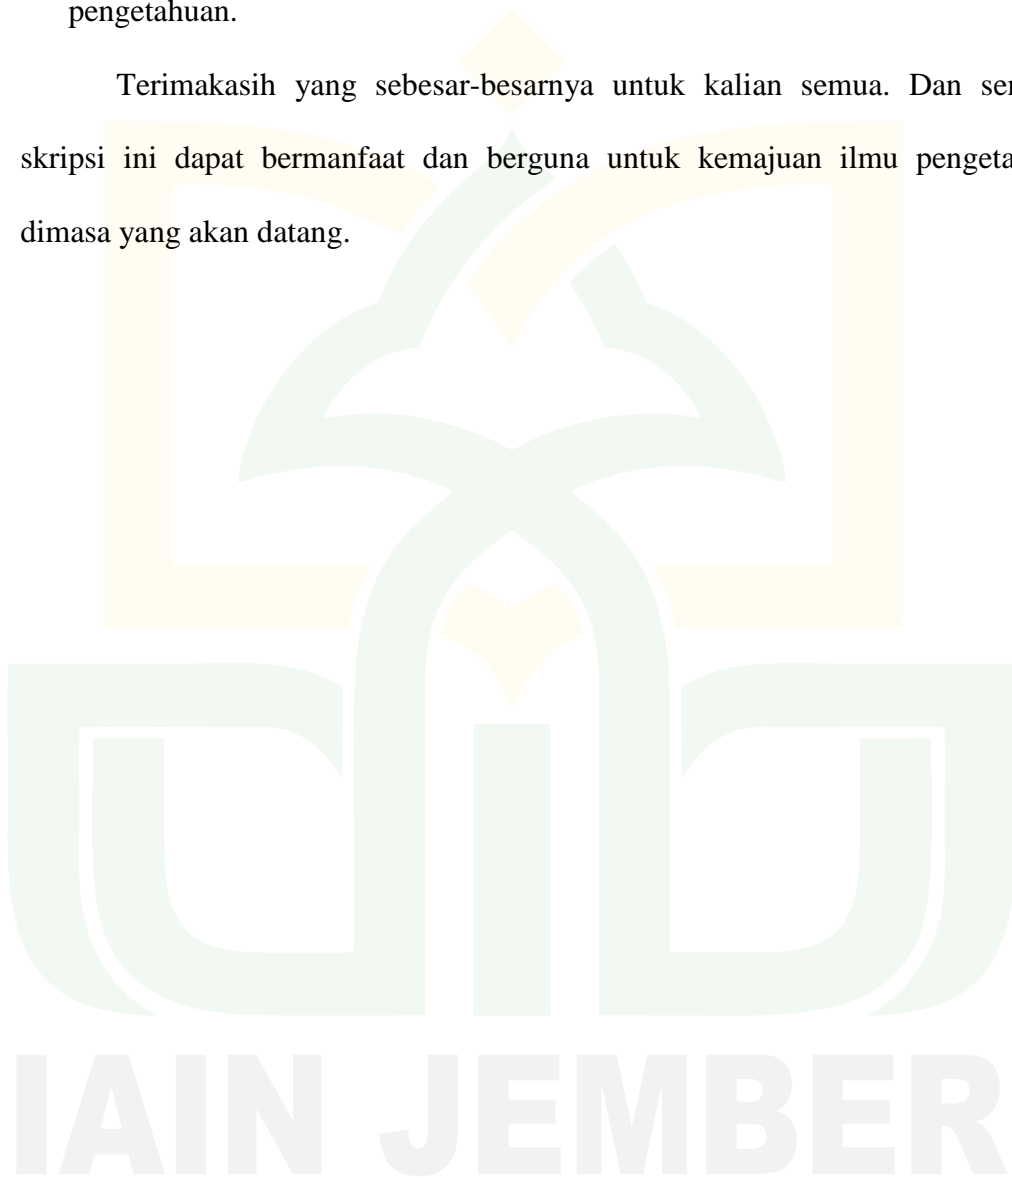 pengetahuan.
Terimakasih yang sebesar-besarnya untuk kalian semua. Dan
skripsi ini dapat bermanfaat dan berguna untuk kemajuan ilmu
dimasa yang akan datang.
IAIN JEMBER